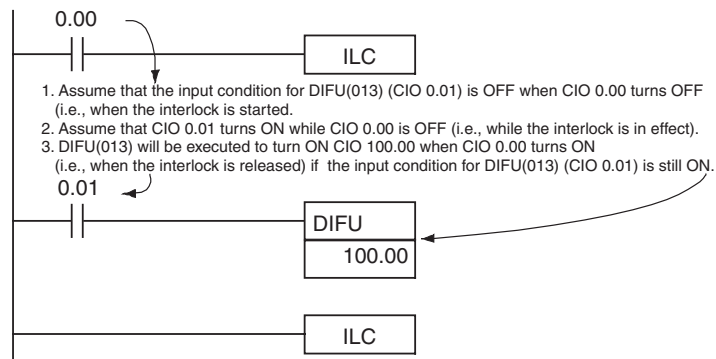 0.00
ILC
1. Assume that the input condition for DIFU(013) (CIO 0.01) is OFF when CIO 0.00 turns OFF
(i.e., when the interlock is started.
2. Assume that CIO 0.01 turns ON while CIO 0.00 is OFF (i.e., while the interlock is in effect).
3. DIFU(013) will be executed to turn ON CIO 100.00 when CIO 0.00 turns ON
(i.e., when the interlock is released) if the input condition for DIFU(013) (CIO 0.01) is still ON.
0.01
DIFU
100.00
ILC